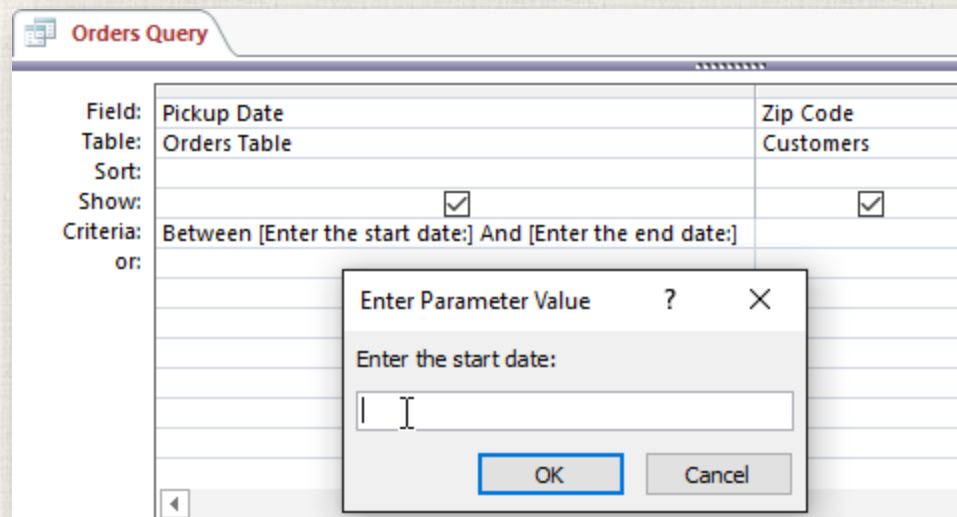 Orders Query
Field: Pickup Date Zip Code
Table: Orders Table Customers
Sort:
Show:
Criteria: Between [Enter the start date:] And [Enter the end date:]
or:
Enter Parameter Value ?
Enter the start date:
OK Cancel